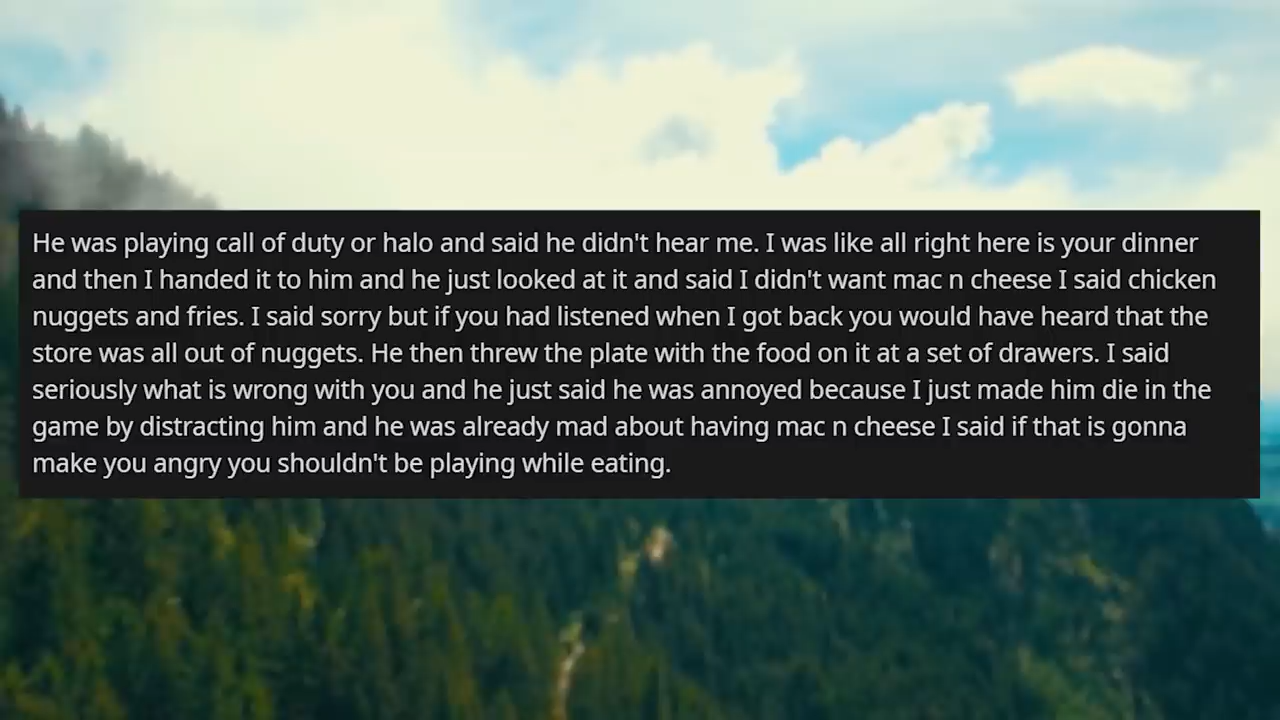 He was playing call of duty or halo and said he didn't hear me. I was like all right here is your dinner
and then I handed it to him and he just looked at it and said I didn't want mac n cheese I said chicken
nuggets and fries. I said sorry but if you had listened when I got back you would have heard that the
store was all out of nuggets. He then threw the plate with the food on it at a set of drawers. I said
seriously what is wrong with you and he just said he was annoyed because I just made him die in the
game by distracting him and he was already mad about having mac n cheese I said if that is gonna
make you angry you shouldn't be playing while eating.